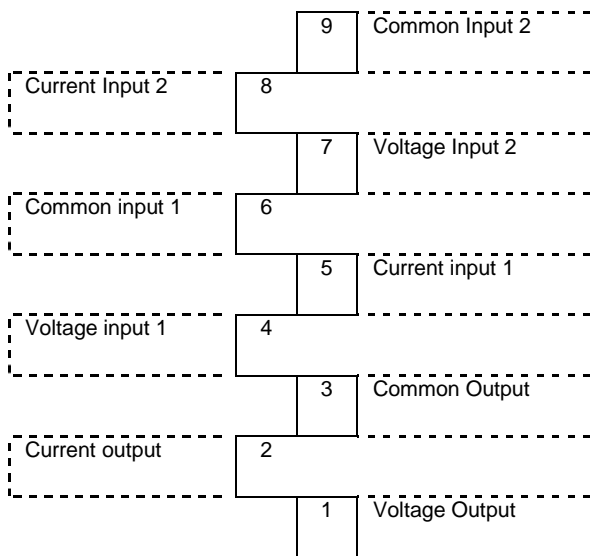 9 Common Input 2
Current Input 2 8
7 Voltage Input 2
Common input 1 6
5 Current input 1
Voltage input 1 4
3 Common Output
Current output 2
1 Voltage Output